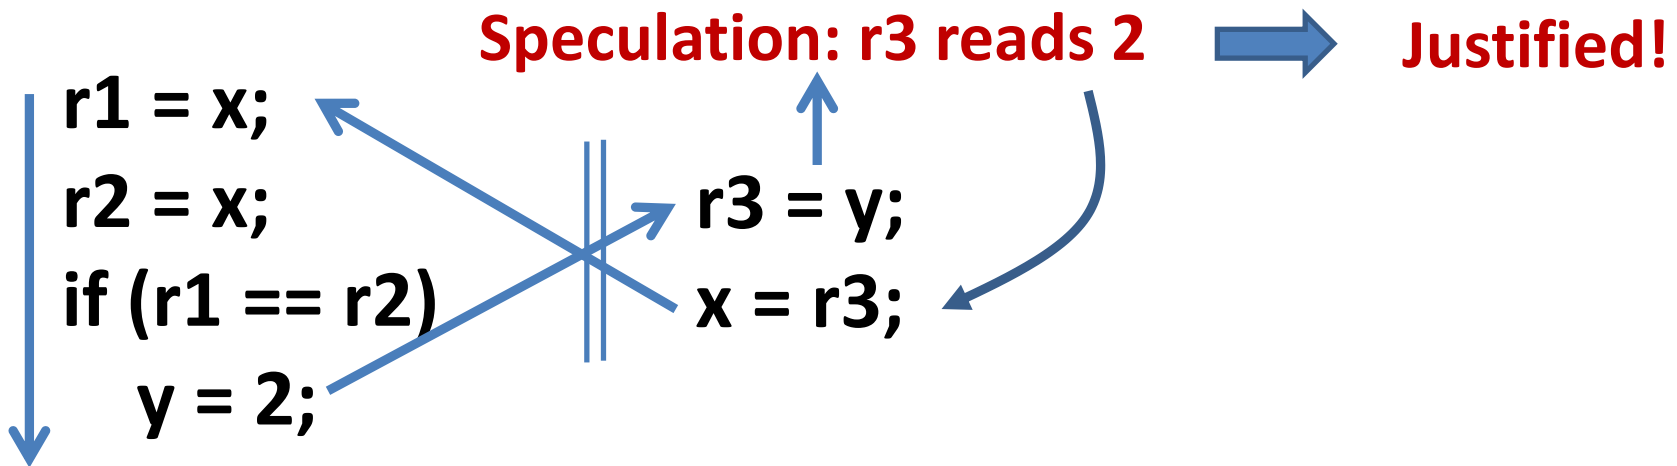 Speculation: r3 reads 2
Justified!
r1 = x;
r2 = x;
if (r1 == r2)
y = 2;
r3 = y;
x = r3;